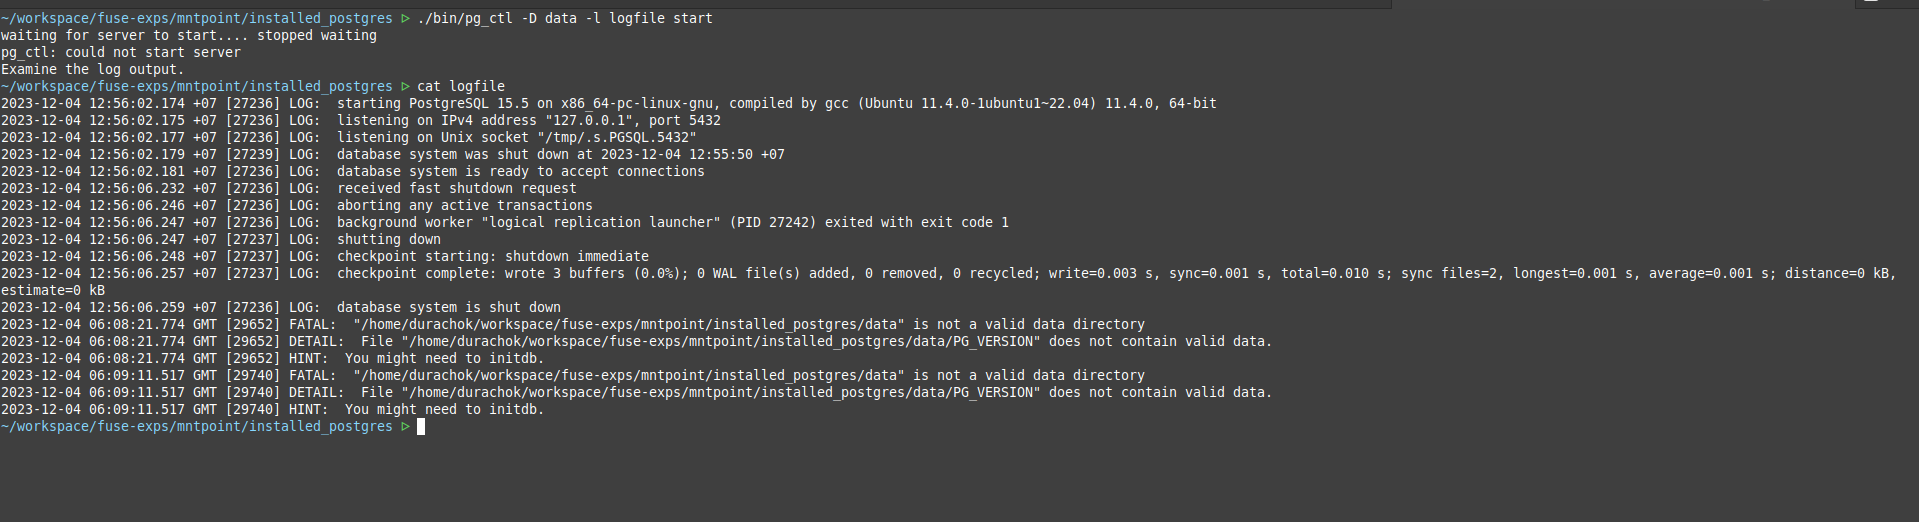 ~/workspace/fuse-exps/mntpoint/installed_postgres ▷ ./bin/pg_ctl -D data -l logfile start
waiting for server to start.... stopped waiting
pg_ctl: could not start server
Examine the log output.
~/workspace/fuse-exps/mntpoint/installed_postgres ▷ cat logfile
2023-12-04 12:56:02.174 +07 [27236] LOG:  starting PostgreSQL 15.5 on x86_64-pc-linux-gnu, compiled by gcc (Ubuntu 11.4.0-1ubuntu1~22.04) 11.4.0, 64-bit
2023-12-04 12:56:02.175 +07 [27236] LOG:  listening on IPv4 address "127.0.0.1", port 5432
2023-12-04 12:56:02.177 +07 [27236] LOG:  listening on Unix socket "/tmp/.s.PGSQL.5432"
2023-12-04 12:56:02.179 +07 [27239] LOG:  database system was shut down at 2023-12-04 12:55:50 +07
2023-12-04 12:56:02.181 +07 [27236] LOG:  database system is ready to accept connections
2023-12-04 12:56:06.232 +07 [27236] LOG:  received fast shutdown request
2023-12-04 12:56:06.246 +07 [27236] LOG:  aborting any active transactions
2023-12-04 12:56:06.247 +07 [27236] LOG:  background worker "logical replication launcher" (PID 27242) exited with exit code 1
2023-12-04 12:56:06.247 +07 [27237] LOG:  shutting down
2023-12-04 12:56:06.248 +07 [27237] LOG:  checkpoint starting: shutdown immediate
2023-12-04 12:56:06.257 +07 [27237] LOG:  checkpoint complete: wrote 3 buffers (0.0%); 0 WAL file(s) added, 0 removed, 0 recycled; write=0.003 s, sync=0.001 s, total=0.010 s; sync files=2, longest=0.001 s, average=0.001 s; distance=0 kB,
estimate=0 kB
2023-12-04 12:56:06.259 +07 [27236] LOG:  database system is shut down
2023-12-04 06:08:21.774 GMT [29652] FATAL:  "/home/durachok/workspace/fuse-exps/mntpoint/installed_postgres/data" is not a valid data directory
2023-12-04 06:08:21.774 GMT [29652] DETAIL:  File "/home/durachok/workspace/fuse-exps/mntpoint/installed_postgres/data/PG_VERSION" does not contain valid data.
2023-12-04 06:08:21.774 GMT [29652] HINT:  You might need to initdb.
2023-12-04 06:09:11.517 GMT [29740] FATAL:  "/home/durachok/workspace/fuse-exps/mntpoint/installed_postgres/data" is not a valid data directory
2023-12-04 06:09:11.517 GMT [29740] DETAIL:  File "/home/durachok/workspace/fuse-exps/mntpoint/installed_postgres/data/PG_VERSION" does not contain valid data.
2023-12-04 06:09:11.517 GMT [29740] HINT:  You might need to initdb.
~/workspace/fuse-exps/mntpoint/installed_postgres ▷